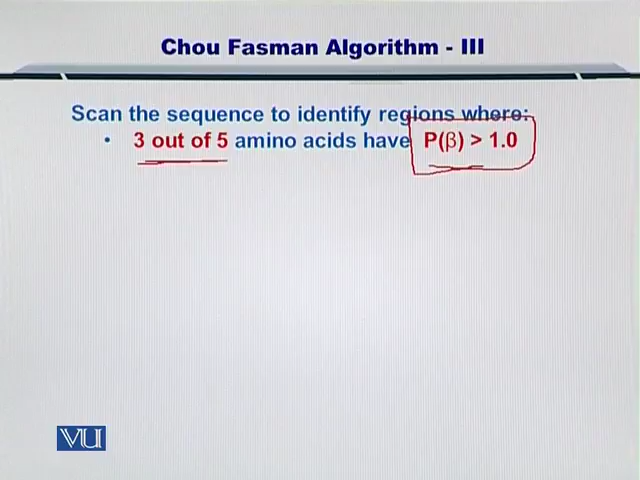 Chou Fasman Algorithm - III
Scan the sequence to identify regions where:
• 3 out of 5 amino acids have P(β) > 1.0
VU